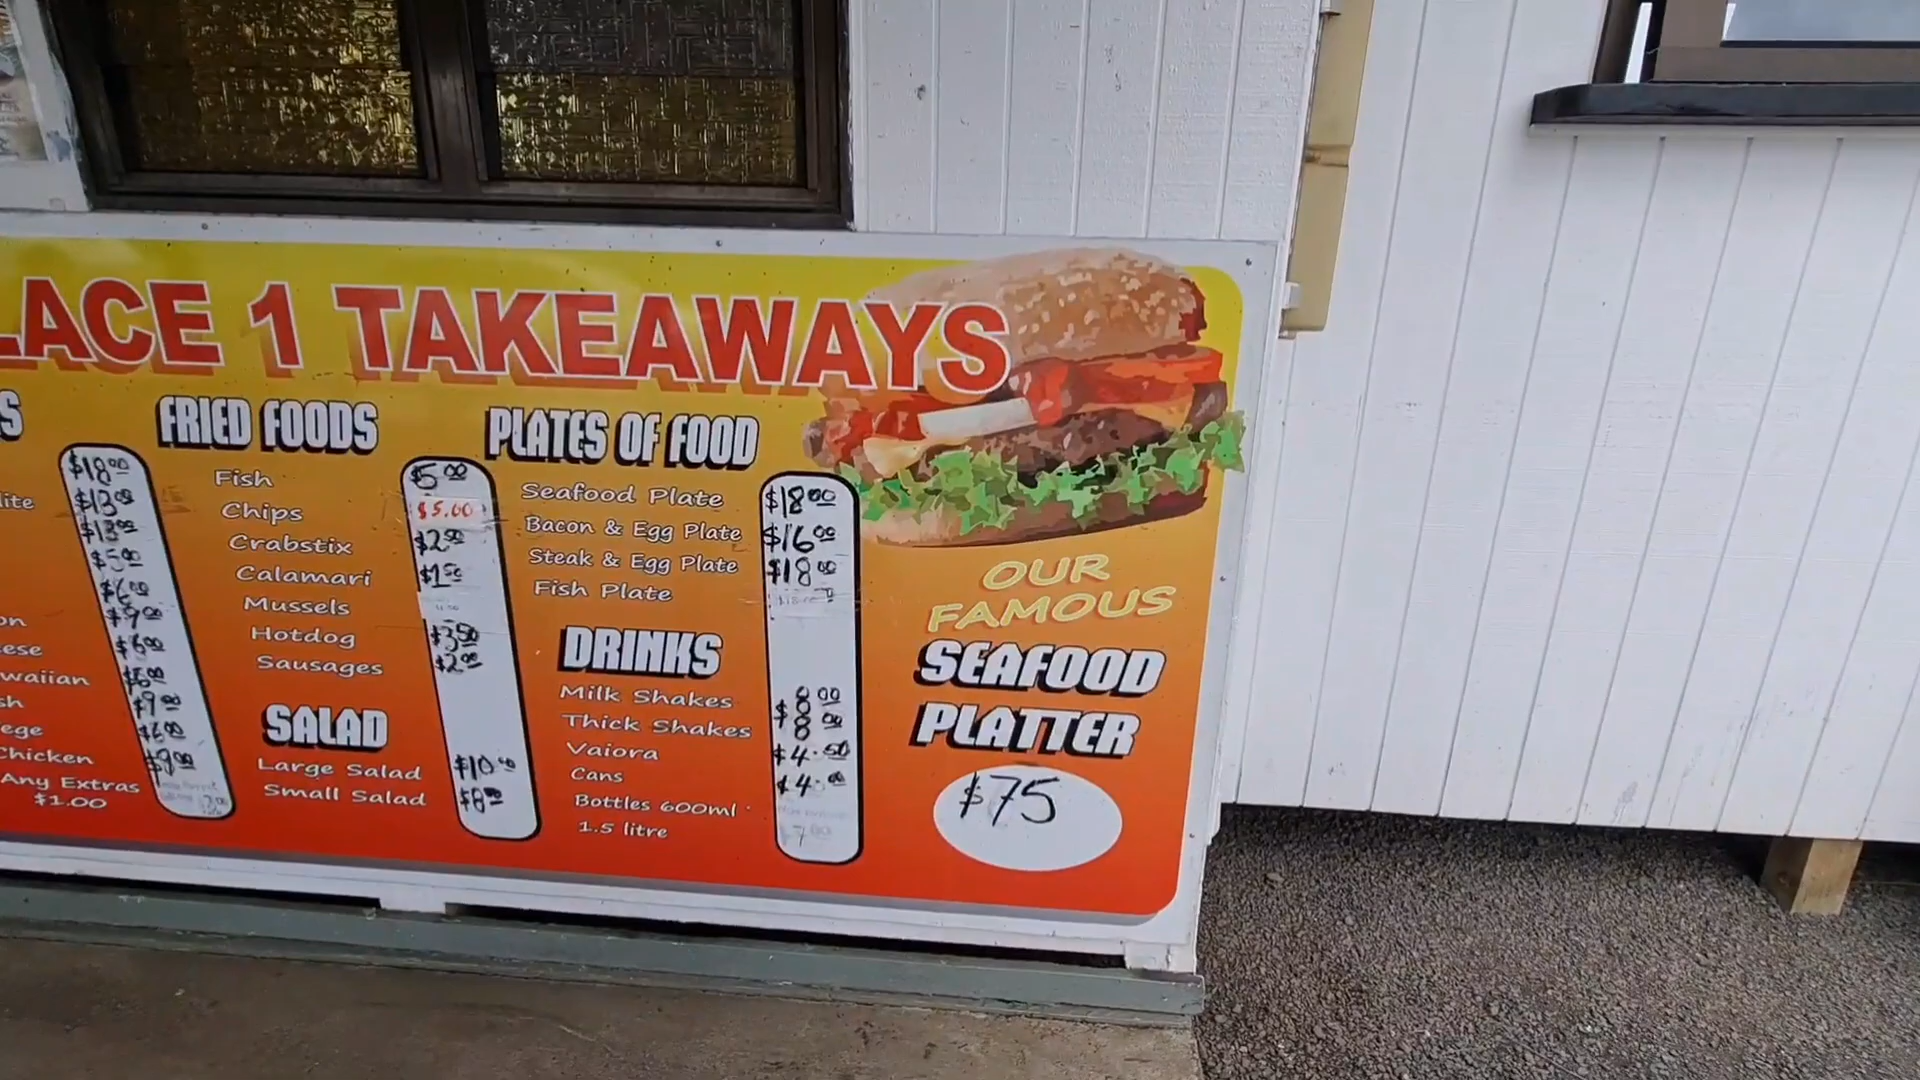 LACE 1 TAKEAWAYS
S
$18.00
lite $13.00
$13.00
$5.00
$6.00
on $9.00
ese $6.00
waiian $6.00
sh $9.00
ege $6.00
Chicken $9.00
Any Extras
$1.00
FRIED FOODS
Fish $5.00
Chips $5.00
Crabstix $2.00
Calamari $1.50
Mussels
Hotdog $3.50
Sausages $2.00
SALAD
Large Salad $10.00
Small Salad $8.00
PLATES OF FOOD
Seafood Plate $18.00
Bacon & Egg Plate $16.00
Steak & Egg Plate $18.00
Fish Plate
DRINKS
Milk Shakes $8.00
Thick Shakes $8.00
Vaiora $4.50
Cans $4.00
Bottles 600ml
1.5 litre
OUR
FAMOUS
SEAFOOD
PLATTER
$75